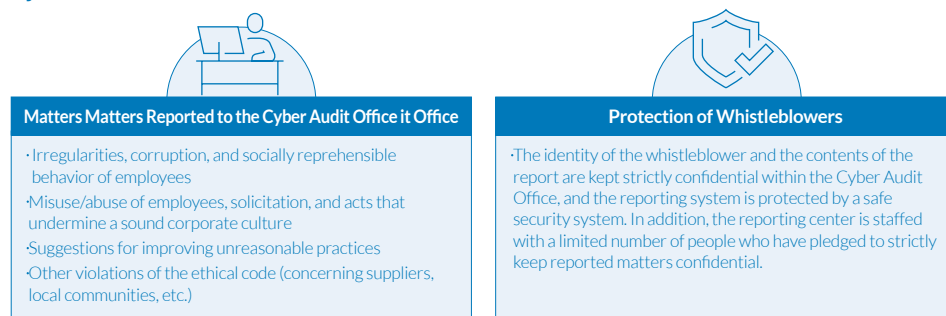 Matters Matters Reported to the Cyber Audit Office it Office
· Irregularities, corruption, and socially reprehensible
behavior of employees
·Misuse/abuse of employees, solicitation, and acts that
undermine a sound corporate culture
·Suggestions for improving unreasonable practices
·Other violations of the ethical code (concerning suppliers,
local communities, etc.)
Protection of Whistleblowers
·The identity of the whistleblower and the contents of the
report are kept strictly confidential within the Cyber Audit
Office, and the reporting system is protected by a safe
security system. In addition, the reporting center is staffed
with a limited number of people who have pledged to strictly
keep reported matters confidential.